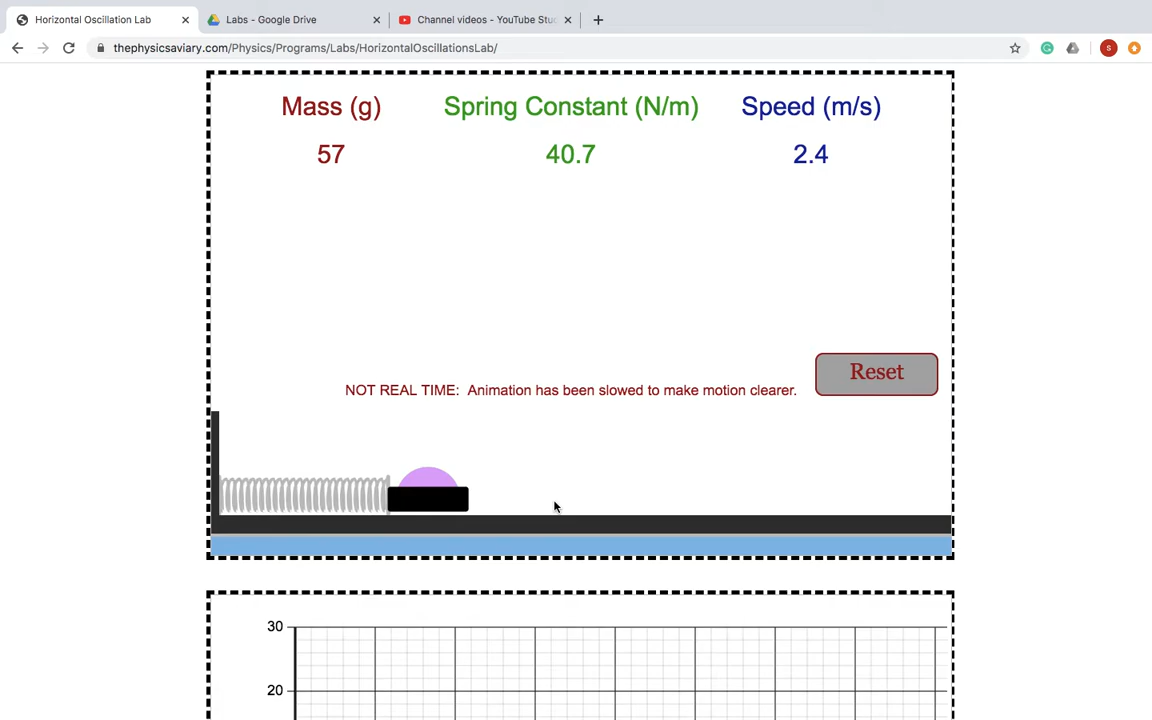 Horizontal Oscillation Lab
Labs - Google Drive
Channel videos - YouTube Stu
thephysicsaviary.com/Physics/Programs/Labs/HorizontalOscillationsLab/
S
Mass (g) Spring Constant (N/m) Speed (m/s)
57 40.7 2.4
NOT REAL TIME: Animation has been slowed to make motion clearer.
Reset
30
20